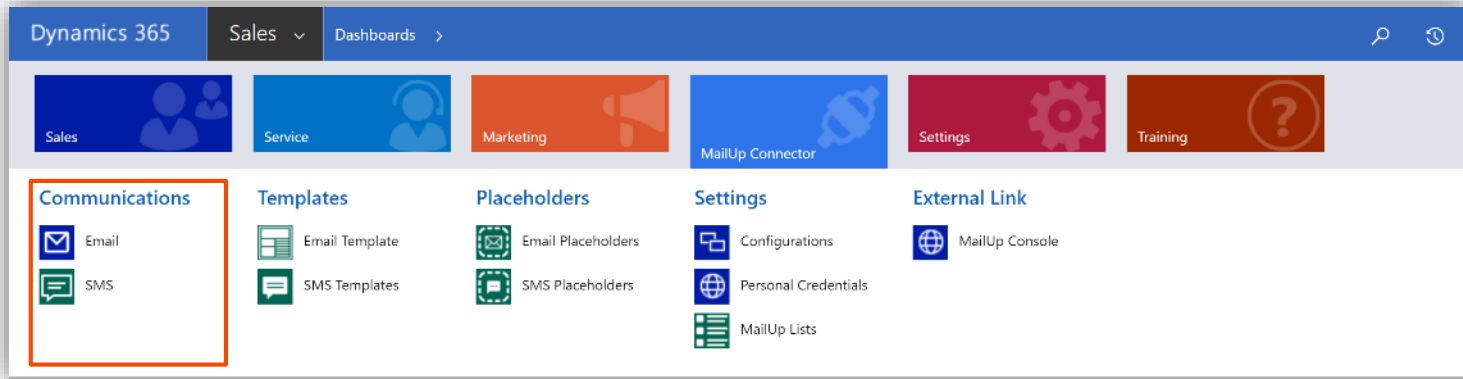 Dynamics 365 Sales Dashboards
Sales Service Marketing MailUp Connector Settings Training
Communications Templates Placeholders Settings External Link
Email Email Template Email Placeholders Configurations MailUp Console
SMS SMS Templates SMS Placeholders Personal Credentials
MailUp Lists